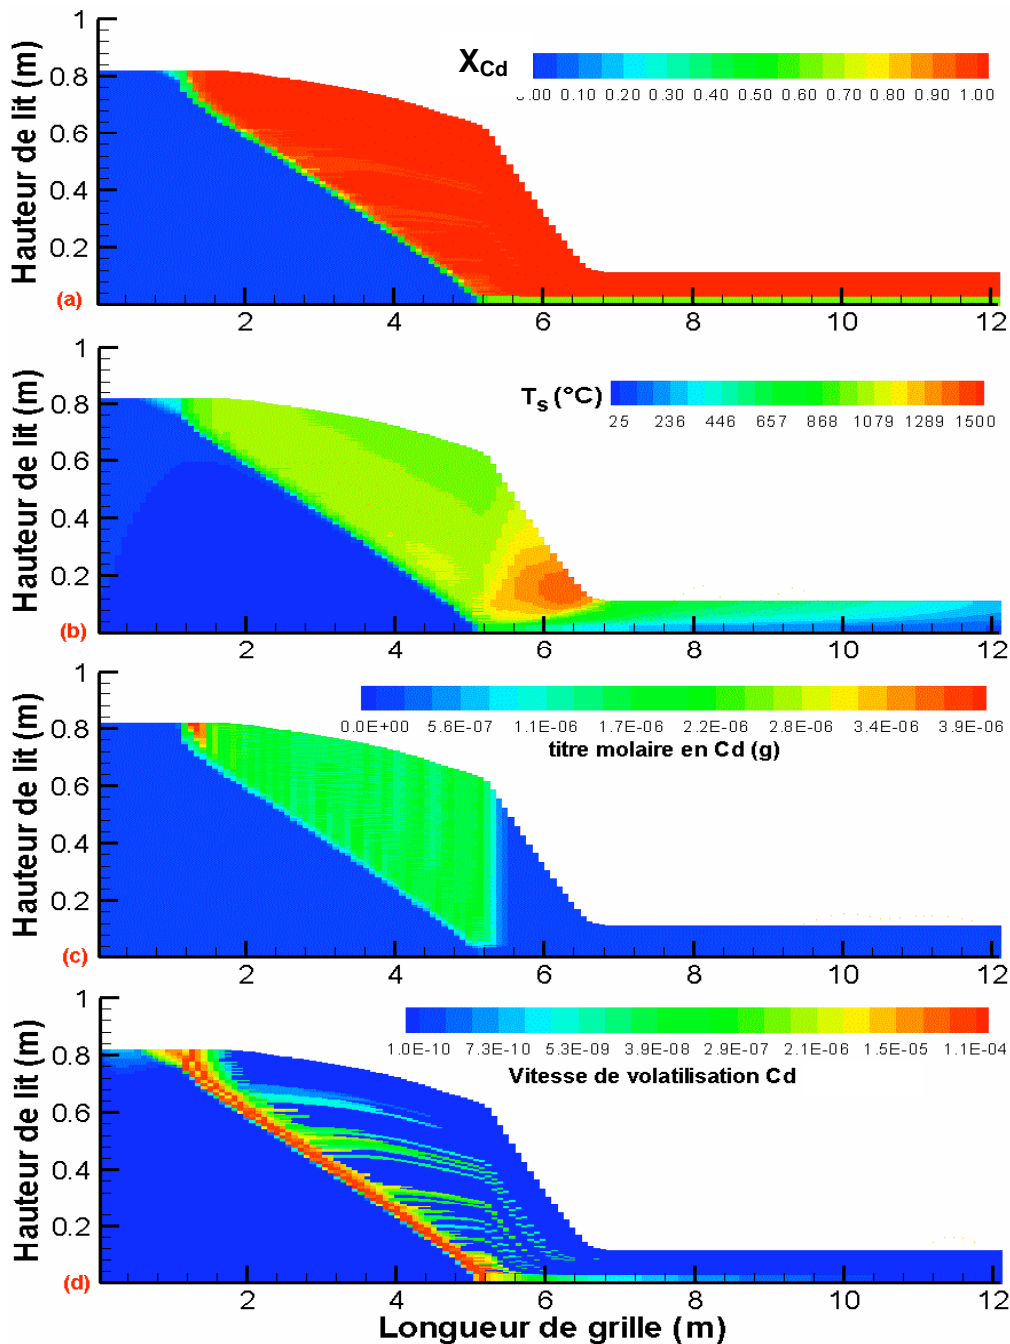 1
0.8
0.6
0.4
0.2
Hauteur de lit (m)
XCd
0.10 0.20 0.30 0.40 0.50 0.60 0.70 0.80 0.90 1.00
(a)
2 4 6 8 10 12
1
0.8
0.6
0.4
0.2
Hauteur de lit (m)
Ts (°C)
25 236 446 657 868 1079 1289 1500
(b)
2 4 6 8 10 12
1
0.8
0.6
0.4
0.2
Hauteur de lit (m)
0.0E+00 5.6E-07 1.1E-06 1.7E-06 2.2E-06 2.8E-06 3.4E-06 3.9E-06
titre molaire en Cd (g)
(c)
2 4 6 8 10 12
1
0.8
0.6
0.4
0.2
Hauteur de lit (m)
1.0E-10 7.3E-10 5.3E-09 3.9E-08 2.9E-07 2.1E-06 1.5E-05 1.1E-04
Vitesse de volatilisation Cd
(d)
2 4 6 8 10 12
Longueur de grille (m)